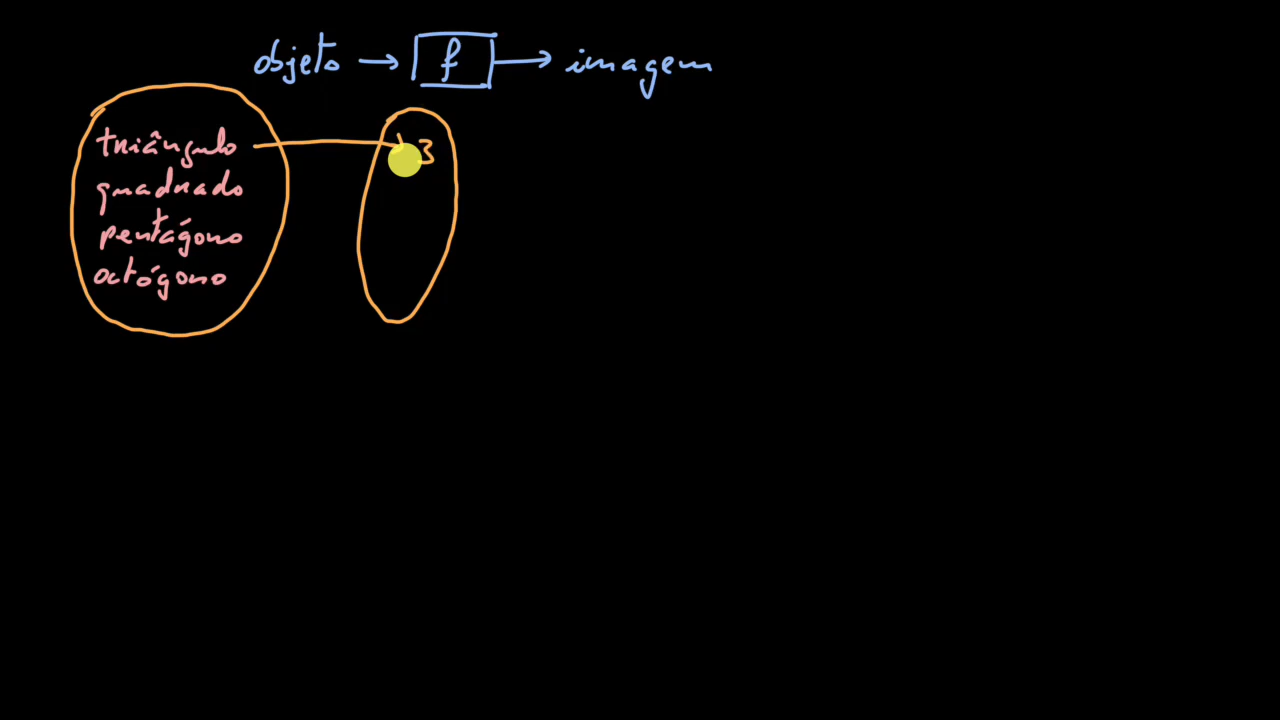 objeto → f → imagem
triângulo 3
quadrado
pentágono
octógono